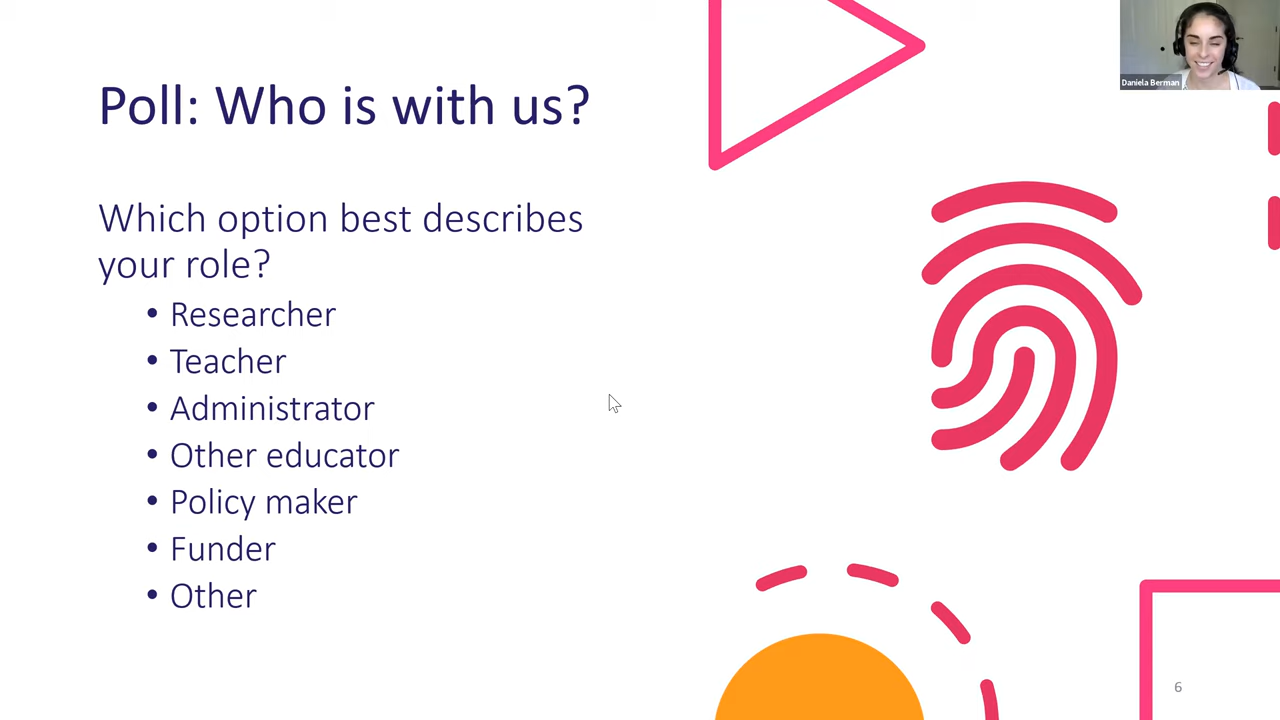 Poll: Who is with us?
Which option best describes
your role?
• Researcher
• Teacher
• Administrator
• Other educator
• Policy maker
• Funder
• Other
Daniela Berman
6